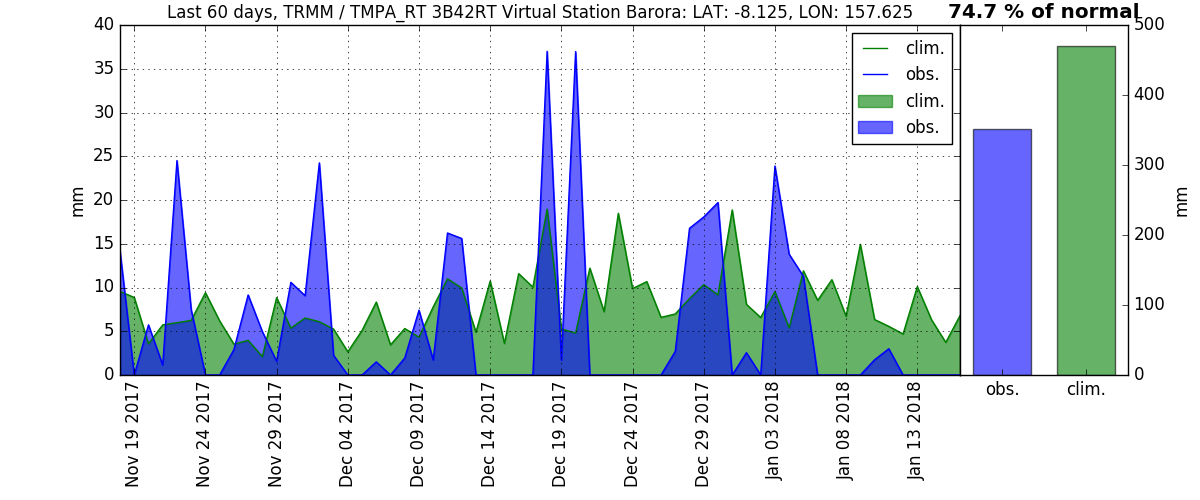 Last 60 days, TRMM / TMPA_RT 3B42RT Virtual Station Barora: LAT: -8.125, LON: 157.625
74.7 % of normal
mm
40
35
30
25
20
15
10
5
0
clim.
obs.
clim.
obs.
500
400
300
200
100
0
mm
Nov 19 2017
Nov 24 2017
Nov 29 2017
Dec 04 2017
Dec 09 2017
Dec 14 2017
Dec 19 2017
Dec 24 2017
Dec 29 2017
Jan 03 2018
Jan 08 2018
Jan 13 2018
obs.
clim.